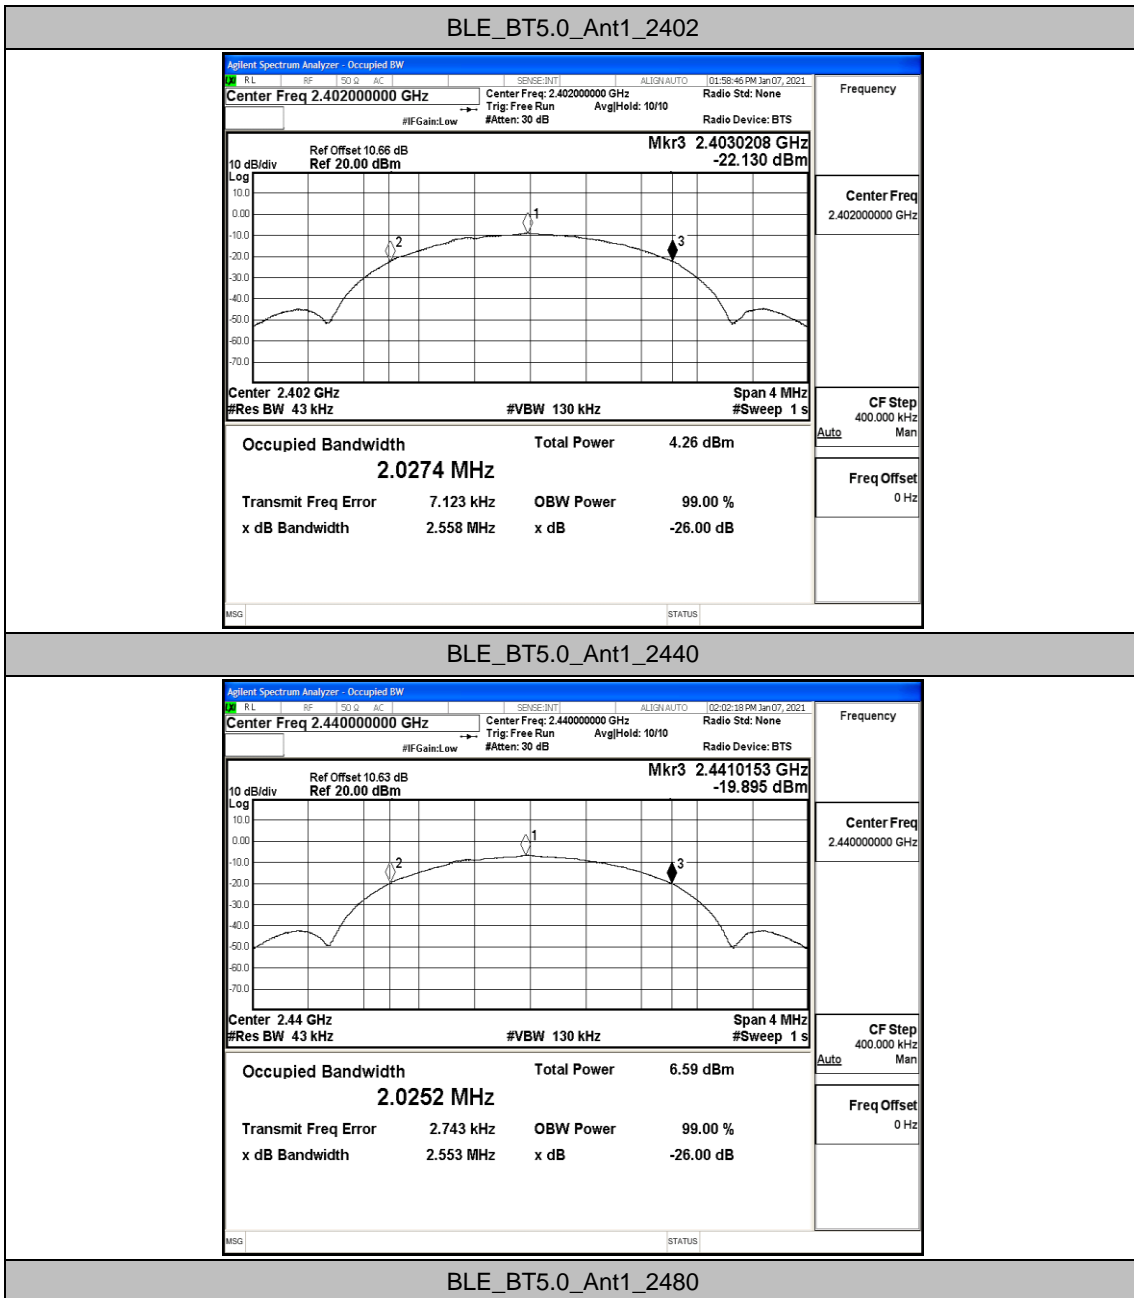 BLE_BT5.0_Ant1_2402
Agilent Spectrum Analyzer - Occupied BW
LXI RL RF 50 Ω AC SENSE:INT ALIGN AUTO 01:58:46 PM Jan 07, 2021
Center Freq 2.402000000 GHz
Center Freq: 2.402000000 GHz
Radio Std: None
Trig: Free Run Avg|Hold: 10/10
#IFGain:Low #Atten: 30 dB Radio Device: BTS
Frequency
Mkr3 2.4030208 GHz
-22.130 dBm
Ref Offset 10.66 dB
10 dB/div Ref 20.00 dBm
Log
10.0
0.00
-10.0
-20.0
-30.0
-40.0
-50.0
-60.0
-70.0
1
2
3
Center Freq
2.402000000 GHz
Center 2.402 GHz Span 4 MHz
#Res BW 43 kHz #VBW 130 kHz #Sweep 1 s
CF Step
400.000 kHz
Auto Man
Occupied Bandwidth Total Power 4.26 dBm
2.0274 MHz
Transmit Freq Error 7.123 kHz OBW Power 99.00 %
x dB Bandwidth 2.558 MHz x dB -26.00 dB
Freq Offset
0 Hz
MSG STATUS
BLE_BT5.0_Ant1_2440
Agilent Spectrum Analyzer - Occupied BW
LXI RL RF 50 Ω AC SENSE:INT ALIGN AUTO 02:02:18 PM Jan 07, 2021
Center Freq 2.440000000 GHz
Center Freq: 2.440000000 GHz
Radio Std: None
Trig: Free Run Avg|Hold: 10/10
#IFGain:Low #Atten: 30 dB Radio Device: BTS
Frequency
Mkr3 2.4410153 GHz
-19.895 dBm
Ref Offset 10.63 dB
10 dB/div Ref 20.00 dBm
Log
10.0
0.00
-10.0
-20.0
-30.0
-40.0
-50.0
-60.0
-70.0
1
2
3
Center Freq
2.440000000 GHz
Center 2.44 GHz Span 4 MHz
#Res BW 43 kHz #VBW 130 kHz #Sweep 1 s
CF Step
400.000 kHz
Auto Man
Occupied Bandwidth Total Power 6.59 dBm
2.0252 MHz
Transmit Freq Error 2.743 kHz OBW Power 99.00 %
x dB Bandwidth 2.553 MHz x dB -26.00 dB
Freq Offset
0 Hz
MSG STATUS
BLE_BT5.0_Ant1_2480